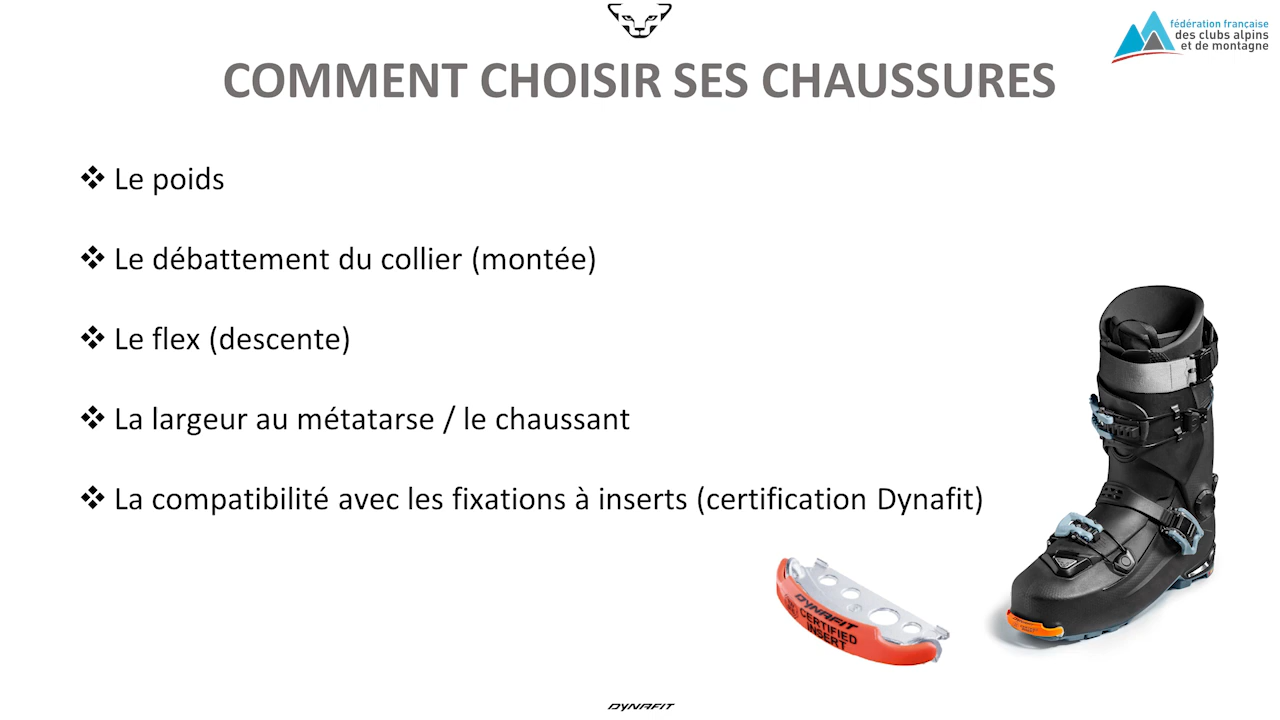 fédération française
des clubs alpins
et de montagne
COMMENT CHOISIR SES CHAUSSURES
Le poids
Le débattement du collier (montée)
Le flex (descente)
La largeur au métatarse / le chaussant
La compatibilité avec les fixations à inserts (certification Dynafit)
DYNAFIT
CERTIFIED
INSERT
DYNAFIT